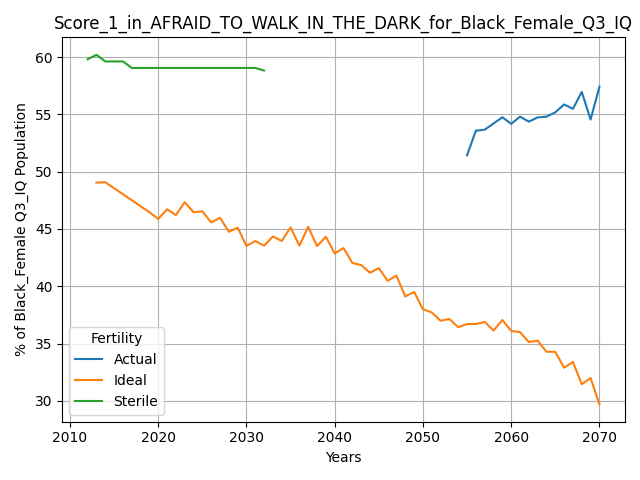 Score_1_in_AFRAID_TO_WALK_IN_THE_DARK_for_Black_Female_Q3_IQ
60
55
50
45
40
35
30
% of Black_Female Q3_IQ Population
Fertility
Actual
Ideal
Sterile
2010 2020 2030 2040 2050 2060 2070
Years